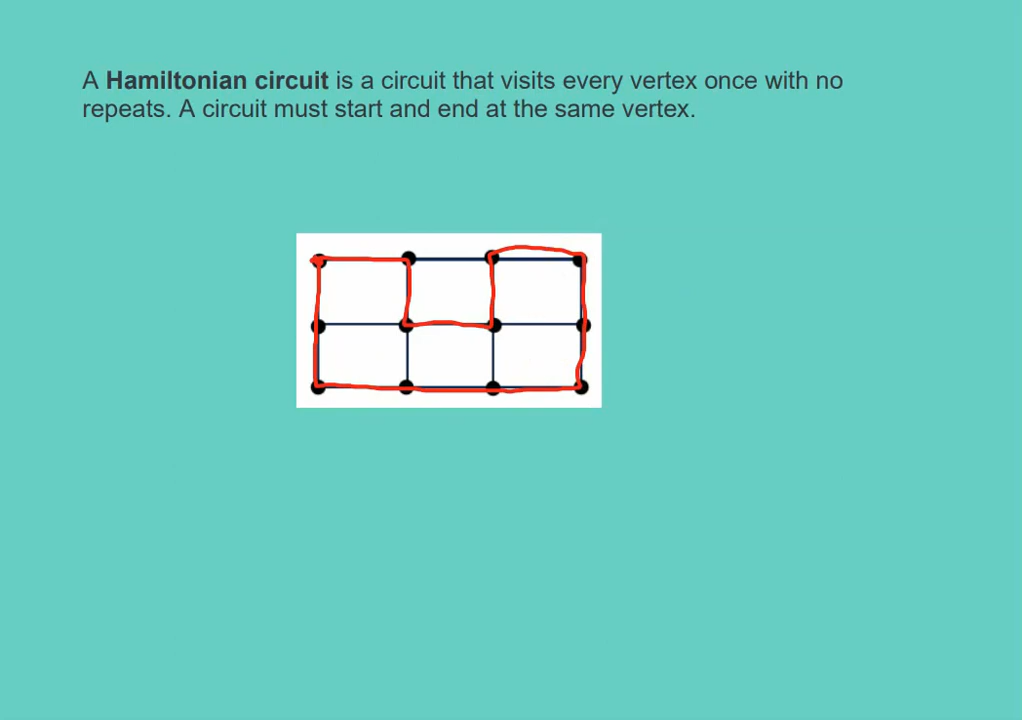 A Hamiltonian circuit is a circuit that visits every vertex once with no
repeats. A circuit must start and end at the same vertex.